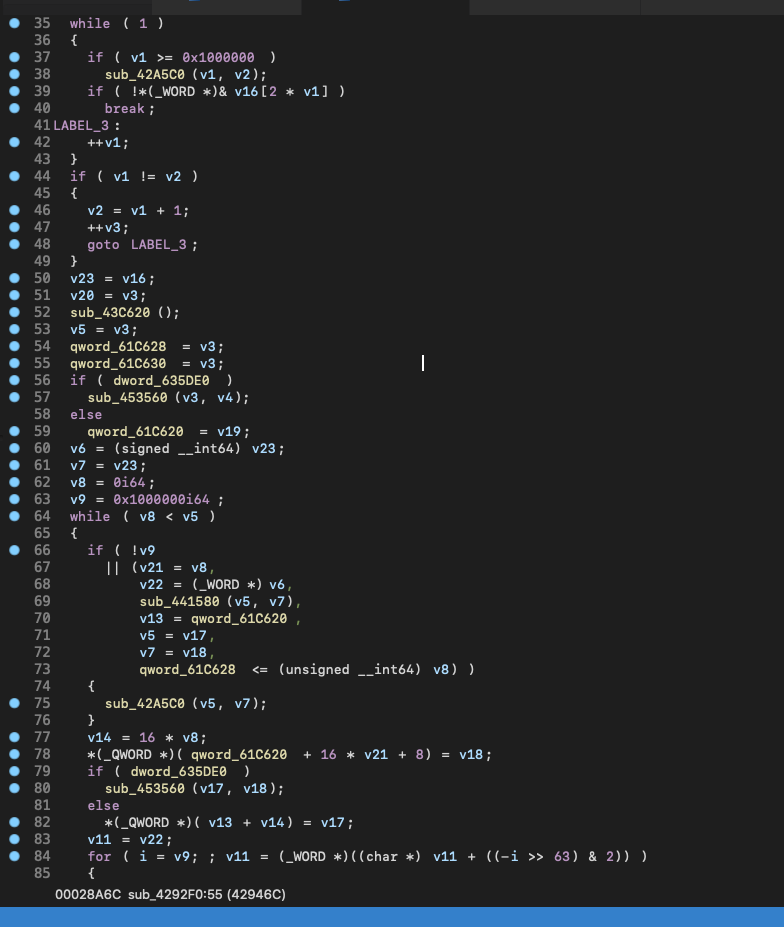 35 while ( 1 )
36 {
37 if ( v1 >= 0x1000000 )
38 sub_42A5C0 (v1, v2);
39 if ( !*(_WORD *)& v16[2 * v1] )
40 break;
41 LABEL_3 :
42 ++v1;
43 }
44 if ( v1 != v2 )
45 {
46 v2 = v1 + 1;
47 ++v3;
48 goto LABEL_3 ;
49 }
50 v23 = v16;
51 v20 = v3;
52 sub_43C620 ();
53 v5 = v3;
54 qword_61C628 = v3;
55 qword_61C630 = v3;
56 if ( dword_635DE0 )
57 sub_453560 (v3, v4);
58 else
59 qword_61C620 = v19;
60 v6 = (signed __int64) v23;
61 v7 = v23;
62 v8 = 0i64;
63 v9 = 0x1000000i64 ;
64 while ( v8 < v5 )
65 {
66 if ( !v9
67 || (v21 = v8,
68 v22 = (_WORD *) v6,
69 sub_441580 (v5, v7),
70 v13 = qword_61C620 ,
71 v5 = v17,
72 v7 = v18,
73 qword_61C628 <= (unsigned __int64) v8) )
74 {
75 sub_42A5C0 (v5, v7);
76 }
77 v14 = 16 * v8;
78 *(_QWORD *)( qword_61C620 + 16 * v21 + 8) = v18;
79 if ( dword_635DE0 )
80 sub_453560 (v17, v18);
81 else
82 *(_QWORD *)( v13 + v14) = v17;
83 v11 = v22;
84 for ( i = v9; ; v11 = (_WORD *)((char *) v11 + ((-i >> 63) & 2)) )
85 {
00028A6C sub_4292F0:55 (42946C)